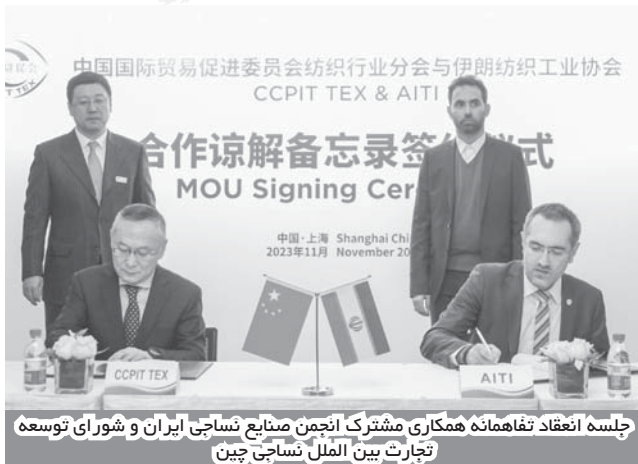 中国国际贸易促进委员会纺织行业分会与伊朗纺织工业协会
CCPIT TEX & AITI
合作谅解备忘录签 式
MOU Signing Cer
中国·上海 Shanghai Chi
2023年11月 November 20
CCPIT TEX
AITI
جلسه انعقاد تفاهمانه همکاری مشترک انجمن صنایع نساجی ایران و شورای توسعه
تجارت بین الملل نساجی چین